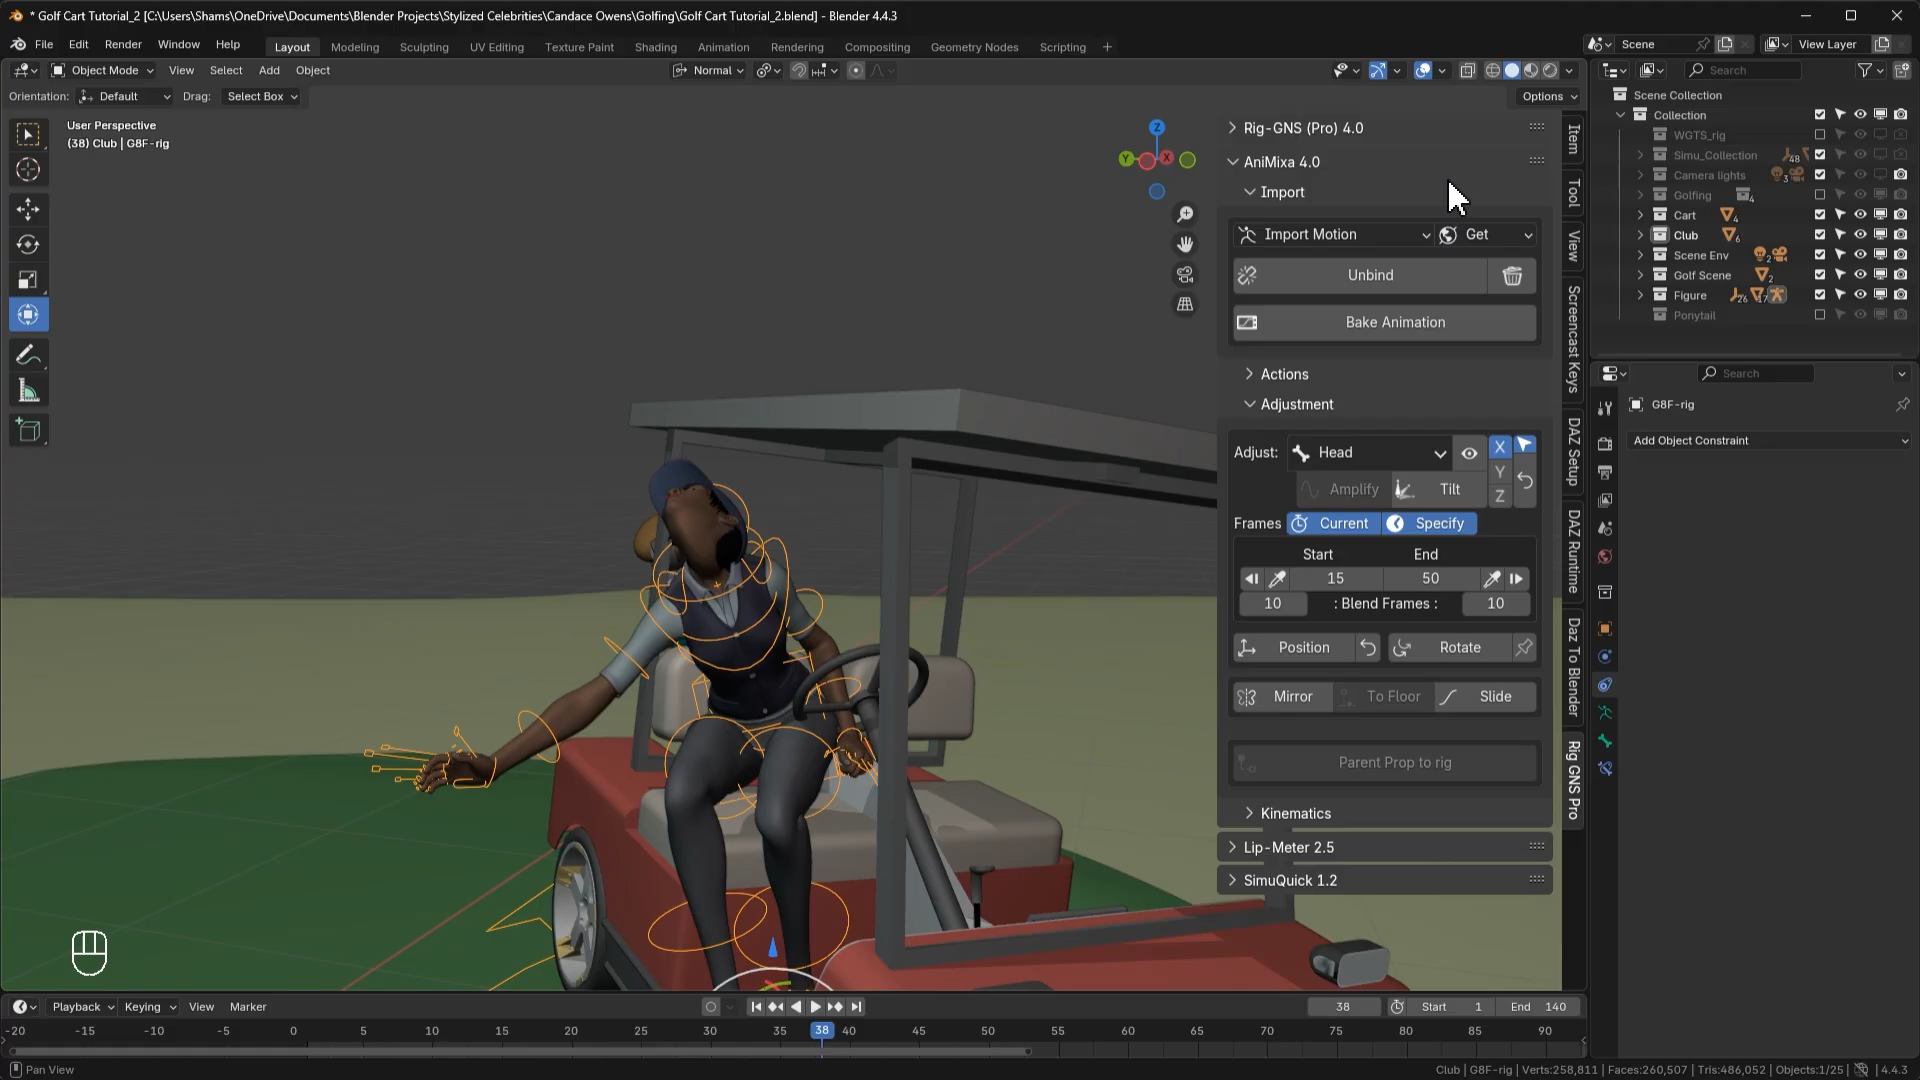 * Golf Cart Tutorial_2 [C:\Users\Shams\OneDrive\Documents\Blender Projects\Stylized Celebrities\Candace Owens\Golfing\Golf Cart Tutorial_2.blend] - Blender 4.4.3
File Edit Render Window Help Layout Modeling Sculpting UV Editing Texture Paint Shading Animation Rendering Compositing Geometry Nodes Scripting + Scene View Layer
Object Mode View Select Add Object Normal Search
Orientation: Default Drag: Select Box Options
User Perspective
(38) Club | G8F-rig
Z
Y
X
Rig-GNS (Pro) 4.0
AniMixa 4.0
Import
Import Motion Get
Unbind
Bake Animation
Actions
Adjustment
Adjust: Head X
Y
Amplify Tilt
Z
Frames Current Specify
Start End
15 50
10 : Blend Frames : 10
Position Rotate
Mirror To Floor Slide
Parent Prop to rig
Kinematics
Lip-Meter 2.5
SimuQuick 1.2
Item
Tool
View
Screencast Keys
DAZ Setup
DAZ Runtime
Daz To Blender
Rig GNS Pro
Scene Collection
Collection
WGTS_rig
Simu_Collection 48
Camera lights 3
Golfing 4
Cart 4
Club 6
Scene Env 2
Golf Scene 2
Figure 26 17
Ponytail
Search
G8F-rig
Add Object Constraint
Playback Keying View Marker 38 Start 1 End 140
-20 -15 -10 -5 0 5 10 15 20 25 30 35 38 40 45 50 55 60 65 70 75 80 85 90
Pan View Club | G8F-rig | Verts:258,811 | Faces:260,507 | Tris:486,052 | Objects:1/25 | 4.4.3